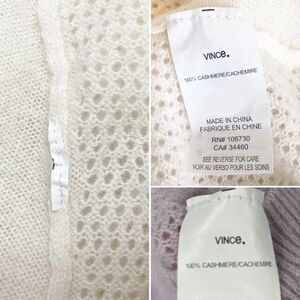 VINCE.
100% CASHMERE/CACHEMIRE
MADE IN CHINA
FABRIQUE EN CHINE
RN# 106730
CA# 34460
SEE REVERSE FOR CARE
VOIR AU VERSO POUR LES SOINS
VINCE.
100% CASHMERE/CACHEMIRE